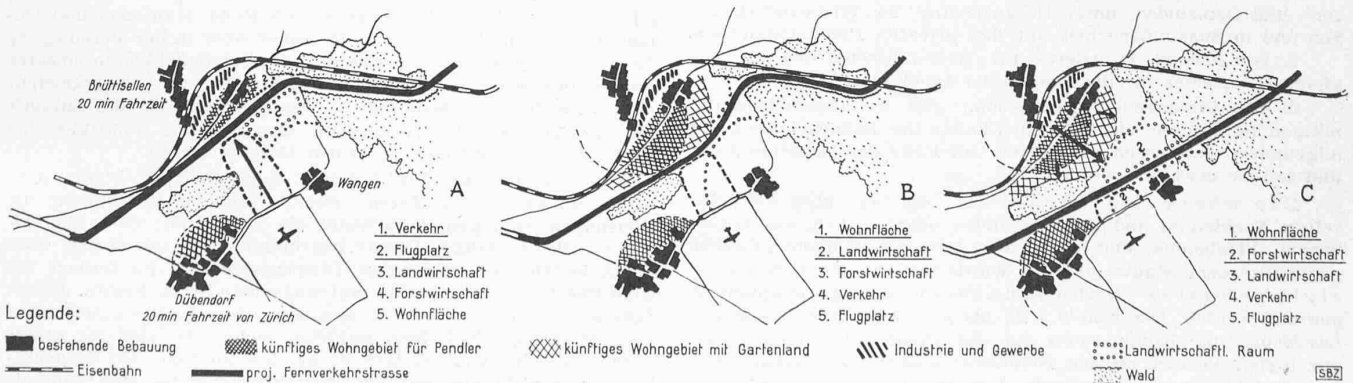 Brüttisellen
20 min Fahrzeit
Wangen
Dübendorf
20 min Fahrzeit von Zürich
A
1. Verkehr
2. Flugplatz
3. Landwirtschaft
4. Forstwirtschaft
5. Wohnfläche
B
1. Wohnfläche
2. Landwirtschaft
3. Forstwirtschaft
4. Verkehr
5. Flugplatz
C
1. Wohnfläche
2. Forstwirtschaft
3. Landwirtschaft
4. Verkehr
5. Flugplatz
Legende:
bestehende Bebauung künftiges Wohngebiet für Pendler künftiges Wohngebiet mit Gartenland Industrie und Gewerbe Landwirtschaftl. Raum
Eisenbahn proj. Fernverkehrstrasse Wald
SBZ